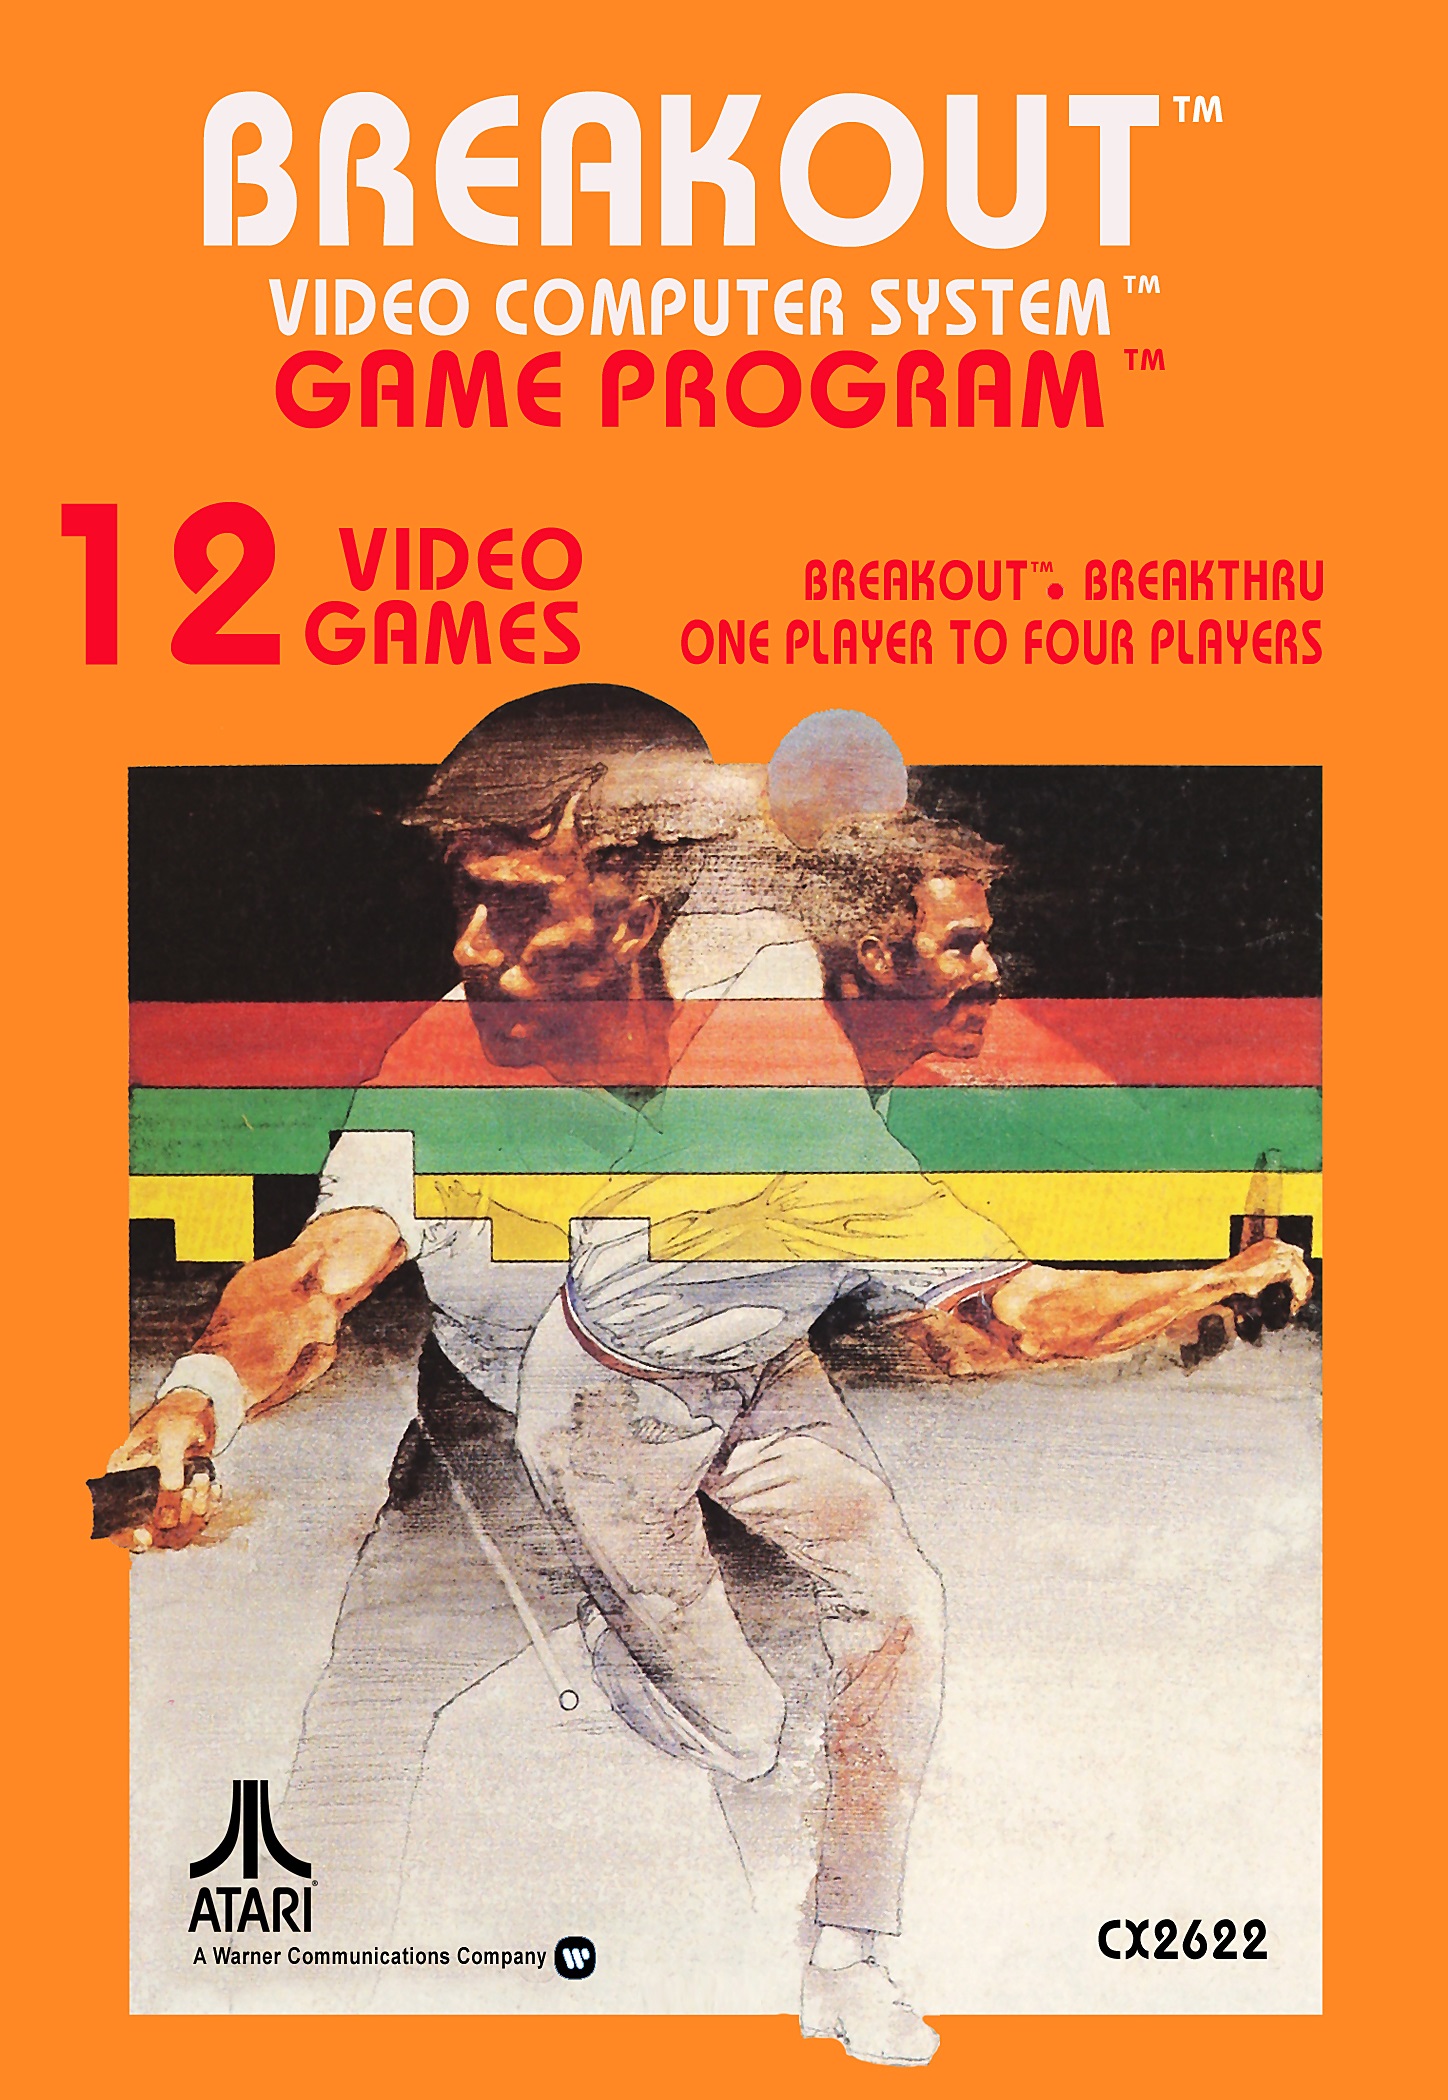 BREAKOUT™
VIDEO COMPUTER SYSTEM™
GAME PROGRAM™
12 VIDEO GAMES
BREAKOUT™ • BREAKTHRU
ONE PLAYER TO FOUR PLAYERS
ATARI®
A Warner Communications Company
CX2622